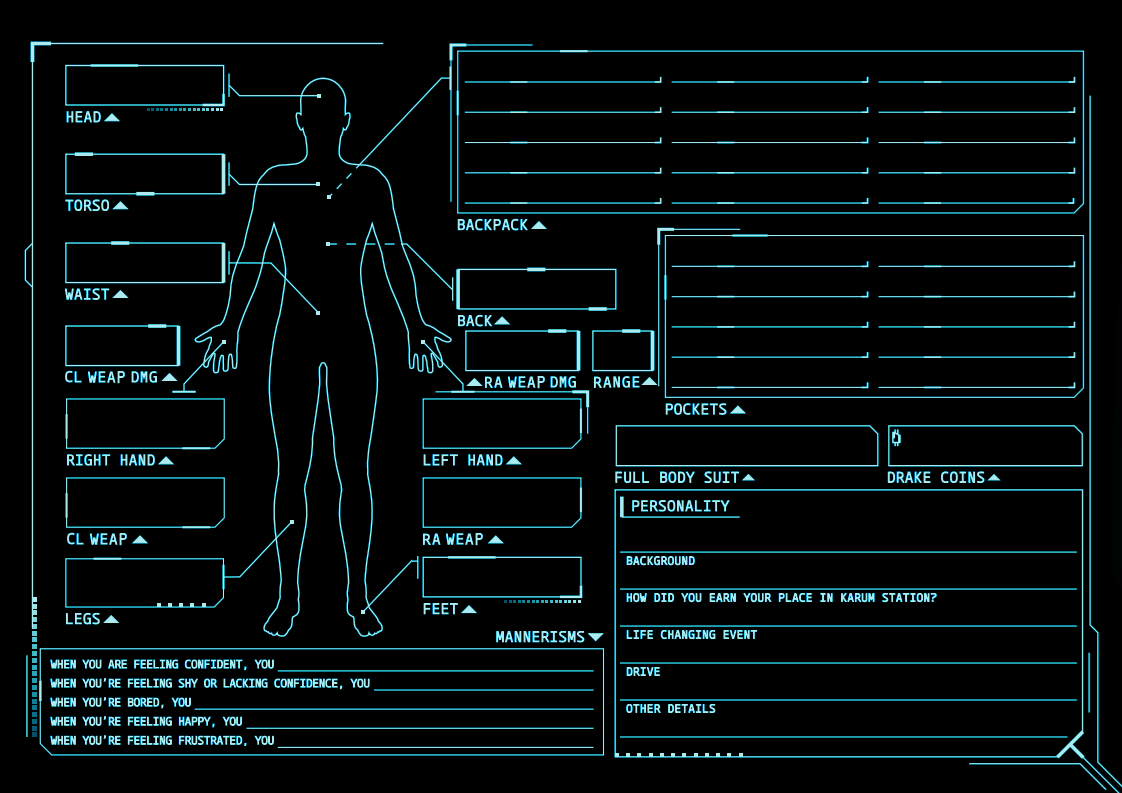 HEAD
TORSO
WAIST
CL WEAP DMG
RIGHT HAND
CL WEAP
LEGS
BACKPACK
BACK
RA WEAP DMG
RANGE
LEFT HAND
RA WEAP
FEET
POCKETS
FULL BODY SUIT
DRAKE COINS
MANNERISMS
WHEN YOU ARE FEELING CONFIDENT, YOU
WHEN YOU'RE FEELING SHY OR LACKING CONFIDENCE, YOU
WHEN YOU'RE BORED, YOU
WHEN YOU'RE FEELING HAPPY, YOU
WHEN YOU'RE FEELING FRUSTRATED, YOU
PERSONALITY
BACKGROUND
HOW DID YOU EARN YOUR PLACE IN KARUM STATION?
LIFE CHANGING EVENT
DRIVE
OTHER DETAILS